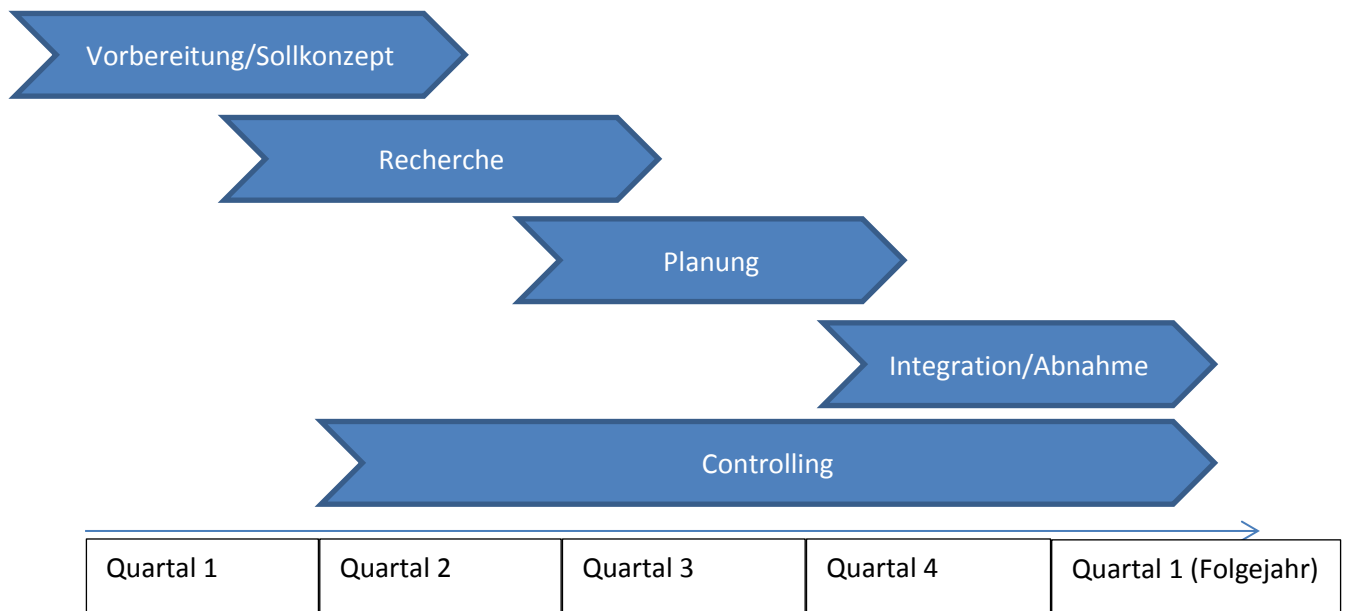 Vorbereitung/Sollkonzept
Recherche
Planung
Integration/Abnahme
Controlling
Quartal 1
Quartal 2
Quartal 3
Quartal 4
Quartal 1 (Folgejahr)